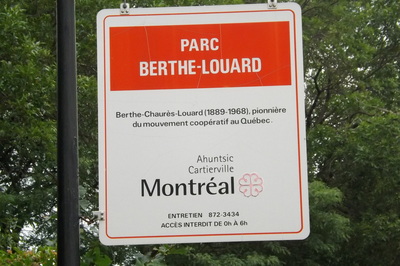 PARC
BERTHE-LOUARD
Berthe-Chaurès-Louard (1889-1968), pionnière
du mouvement coopératif au Québec.
Ahuntsic
Cartierville
Montréal
ENTRETIEN 872-3434
ACCÈS INTERDIT DE 0h À 6h